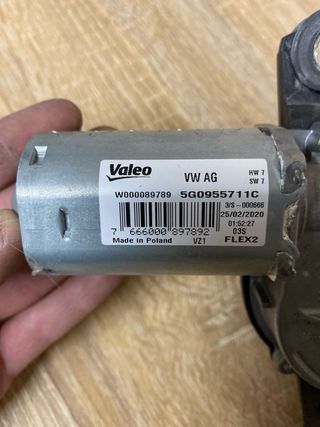 Valeo
VW AG
HW 7
SW 7
W000089789
5G0955711C
3/S - 000666
25/02/2020
01:52:27
7 666000 897892
03S
Made in Poland
VZ1
FLEX2